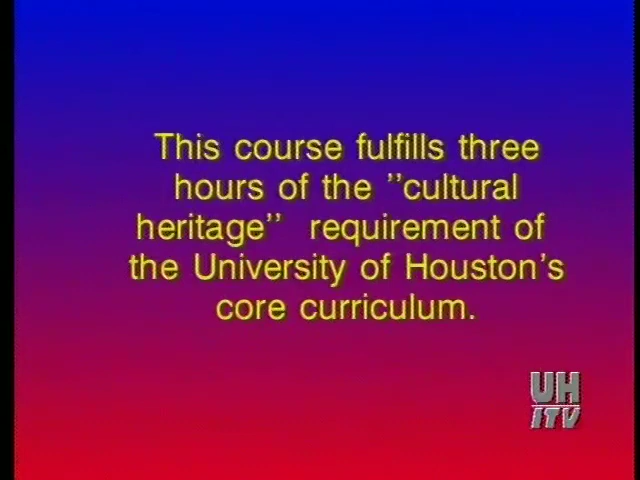 This course fulfills three
hours of the ''cultural
heritage'' requirement of
the University of Houston's
core curriculum.
UH
ITV